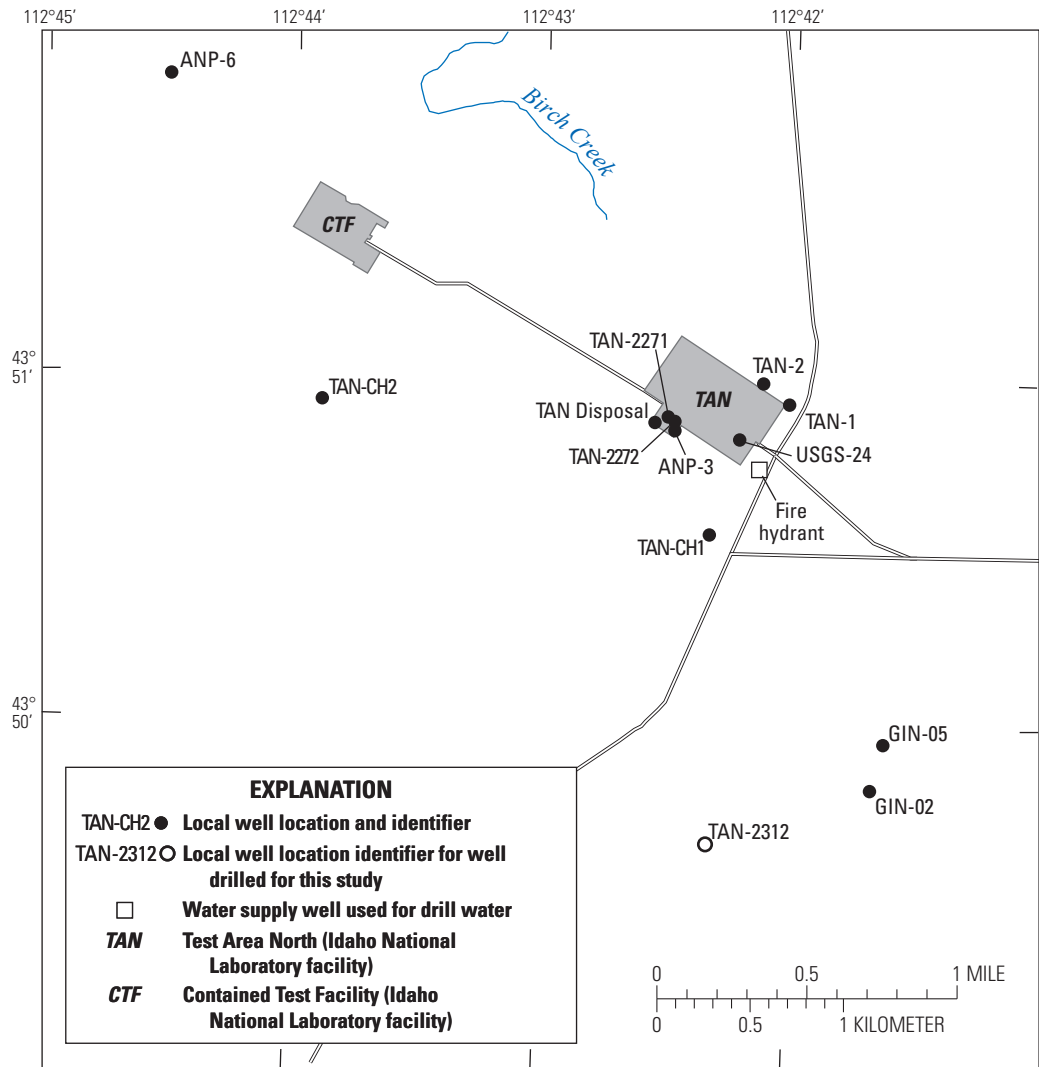 112°45′
112°44′
112°43′
112°42′
ANP-6
Birch Creek
CTF
TAN-2271
TAN-2
43°
51′
TAN-CH2
TAN
TAN Disposal
TAN-1
TAN-2272
ANP-3
USGS-24
Fire
hydrant
TAN-CH1
43°
50′
GIN-05
GIN-02
TAN-2312
EXPLANATION
TAN-CH2 Local well location and identifier
TAN-2312 Local well location identifier for well
drilled for this study
Water supply well used for drill water
TAN Test Area North (Idaho National
Laboratory facility)
CTF Contained Test Facility (Idaho
National Laboratory facility)
0 0.5 1 MILE
0 0.5 1 KILOMETER